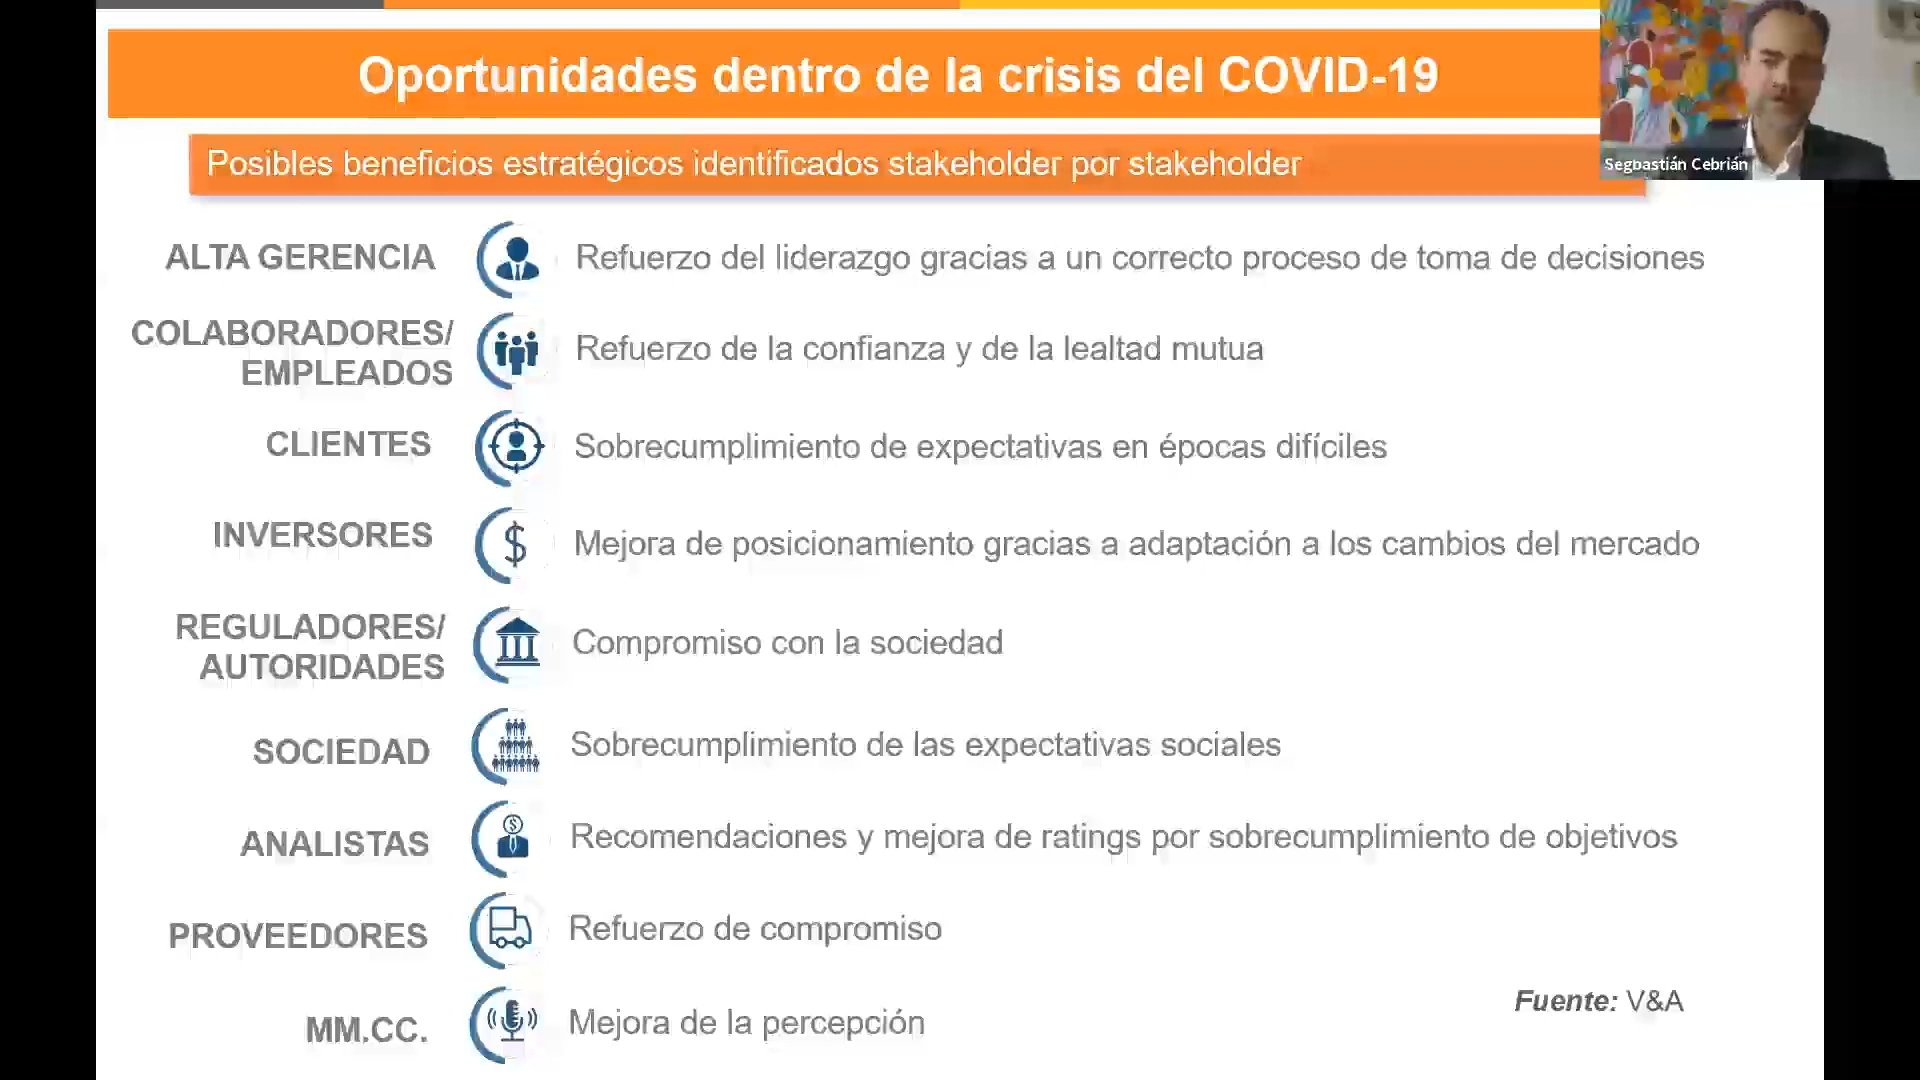 Oportunidades dentro de la crisis del COVID-19
Posibles beneficios estratégicos identificados stakeholder por stakeholder
Segbastián Cebrián
ALTA GERENCIA
Refuerzo del liderazgo gracias a un correcto proceso de toma de decisiones
COLABORADORES/
EMPLEADOS
Refuerzo de la confianza y de la lealtad mutua
CLIENTES
Sobrecumplimiento de expectativas en épocas difíciles
INVERSORES
$
Mejora de posicionamiento gracias a adaptación a los cambios del mercado
REGULADORES/
AUTORIDADES
Compromiso con la sociedad
SOCIEDAD
Sobrecumplimiento de las expectativas sociales
ANALISTAS
$
Recomendaciones y mejora de ratings por sobrecumplimiento de objetivos
PROVEEDORES
Refuerzo de compromiso
MM.CC.
Mejora de la percepción
Fuente: V&A